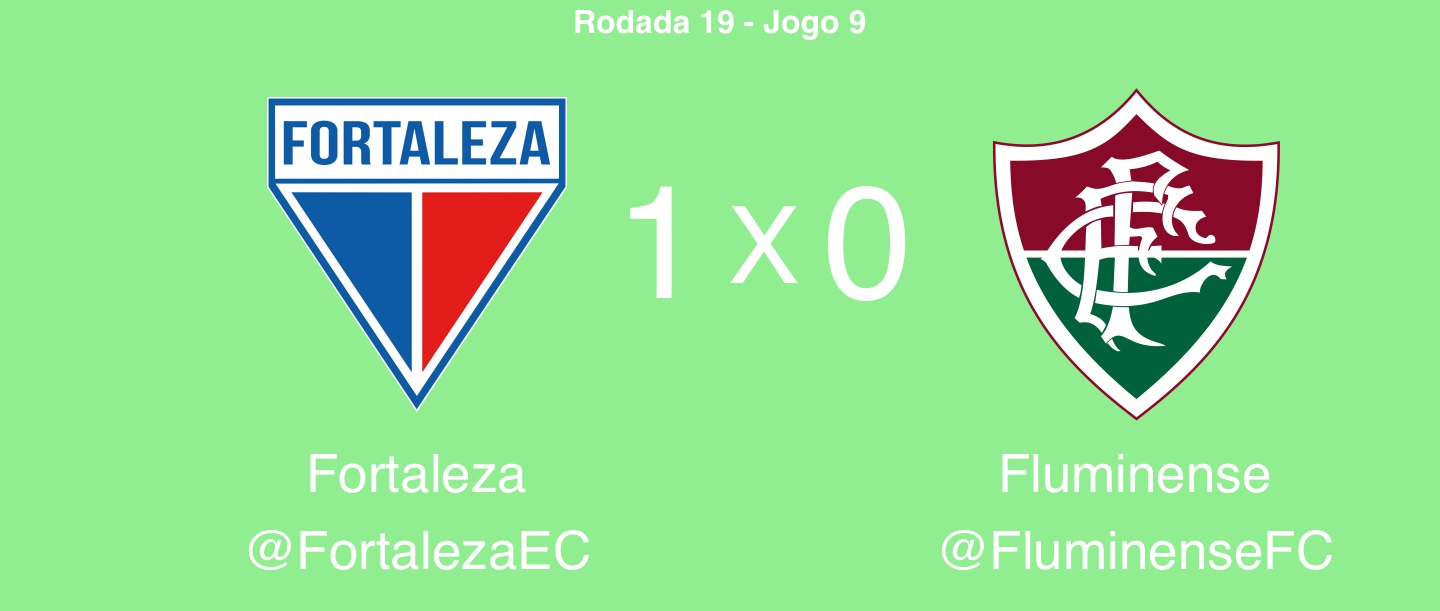 Rodada 19 - Jogo 9
FORTALEZA
1 X 0
Fortaleza
Fluminense
@FortalezaEC
@FluminenseFC